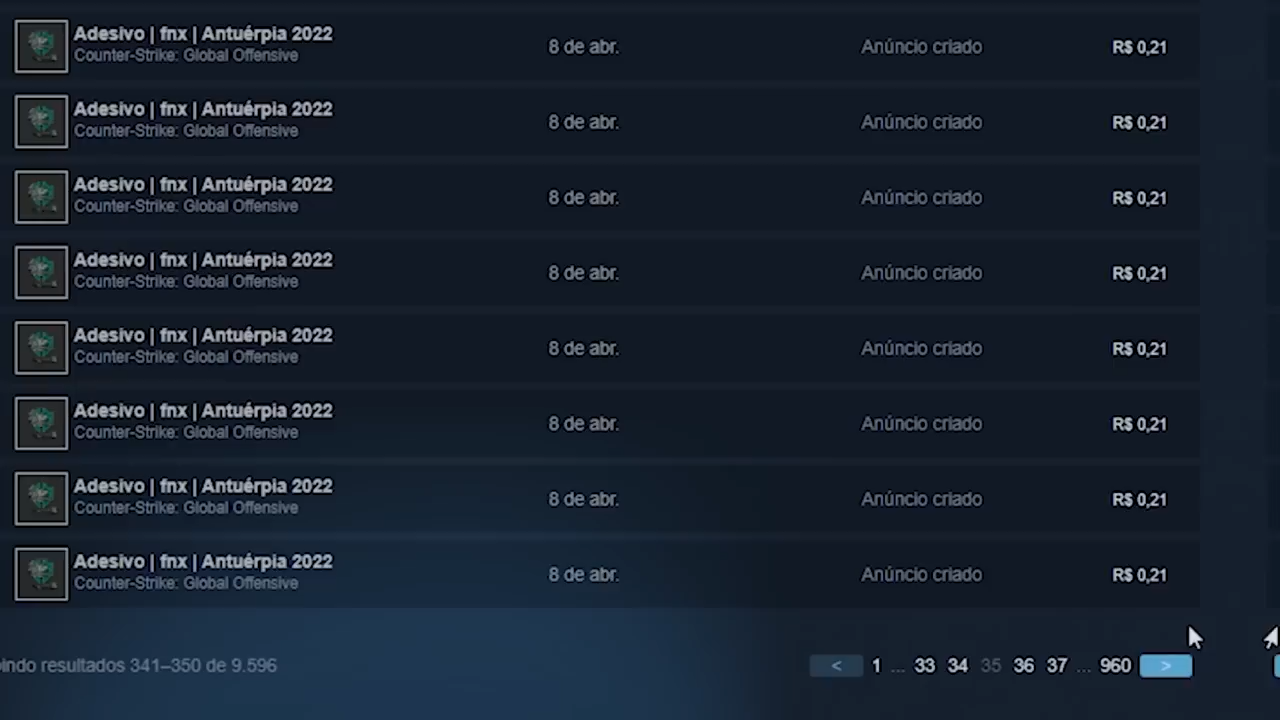 Adesivo | fnx | Antuérpia 2022
Counter-Strike: Global Offensive
8 de abr.
Anúncio criado
R$ 0,21
Adesivo | fnx | Antuérpia 2022
Counter-Strike: Global Offensive
8 de abr.
Anúncio criado
R$ 0,21
Adesivo | fnx | Antuérpia 2022
Counter-Strike: Global Offensive
8 de abr.
Anúncio criado
R$ 0,21
Adesivo | fnx | Antuérpia 2022
Counter-Strike: Global Offensive
8 de abr.
Anúncio criado
R$ 0,21
Adesivo | fnx | Antuérpia 2022
Counter-Strike: Global Offensive
8 de abr.
Anúncio criado
R$ 0,21
Adesivo | fnx | Antuérpia 2022
Counter-Strike: Global Offensive
8 de abr.
Anúncio criado
R$ 0,21
Adesivo | fnx | Antuérpia 2022
Counter-Strike: Global Offensive
8 de abr.
Anúncio criado
R$ 0,21
Adesivo | fnx | Antuérpia 2022
Counter-Strike: Global Offensive
8 de abr.
Anúncio criado
R$ 0,21
indo resultados 341–350 de 9.596
< 1 ... 33 34 35 36 37 ... 960 >